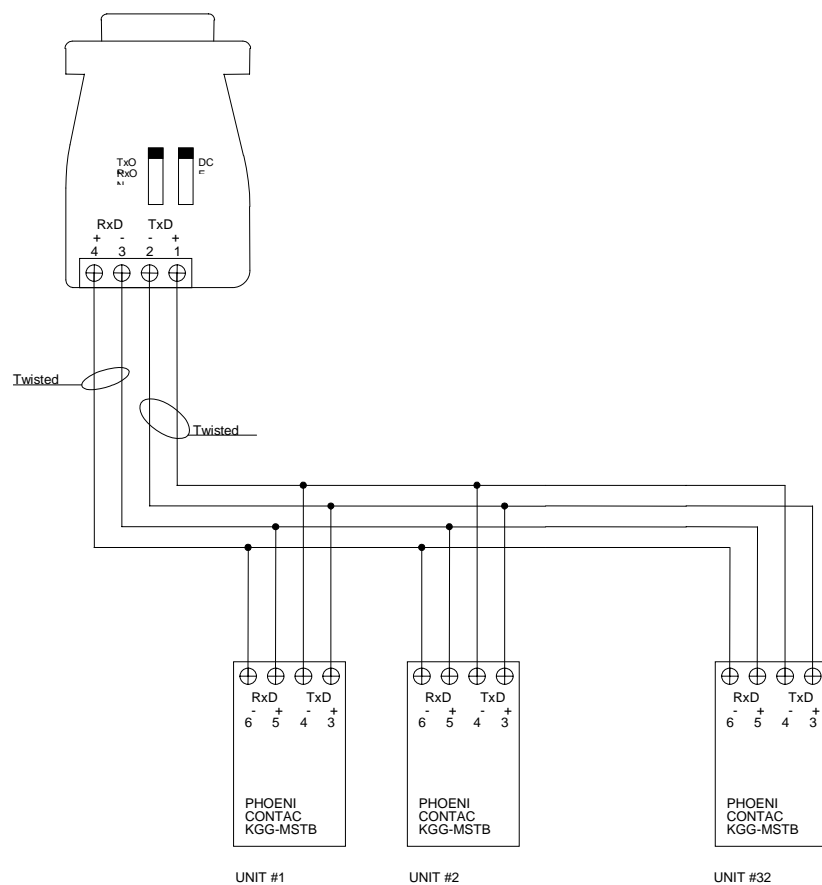 TxO
RxO
DC
RxD TxD
+ - - +
4 3 2 1
Twisted
Twisted
RxD TxD
- + - +
6 5 4 3
PHOENI
CONTAC
KGG-MSTB
UNIT #1
RxD TxD
- + - +
6 5 4 3
PHOENI
CONTAC
KGG-MSTB
UNIT #2
RxD TxD
- + - +
6 5 4 3
PHOENI
CONTAC
KGG-MSTB
UNIT #32